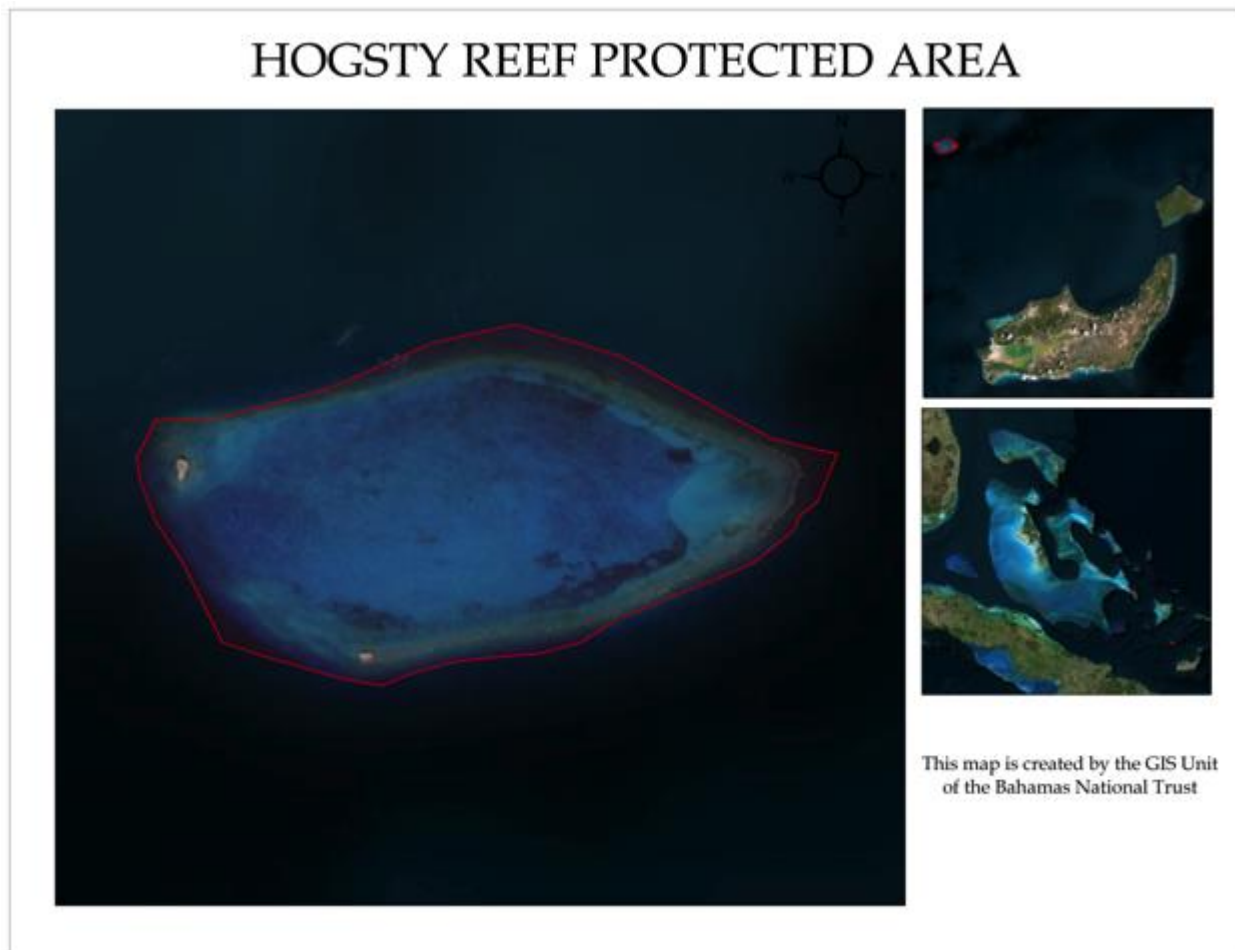 HOGSTY REEF PROTECTED AREA
N
W
E
S
This map is created by the GIS Unit
of the Bahamas National Trust